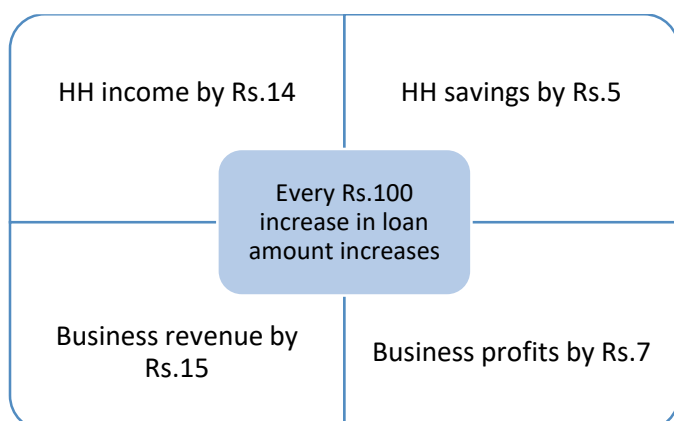 HH income by Rs.14
HH savings by Rs.5
Every Rs.100
increase in loan
amount increases
Business revenue by
Rs.15
Business profits by Rs.7